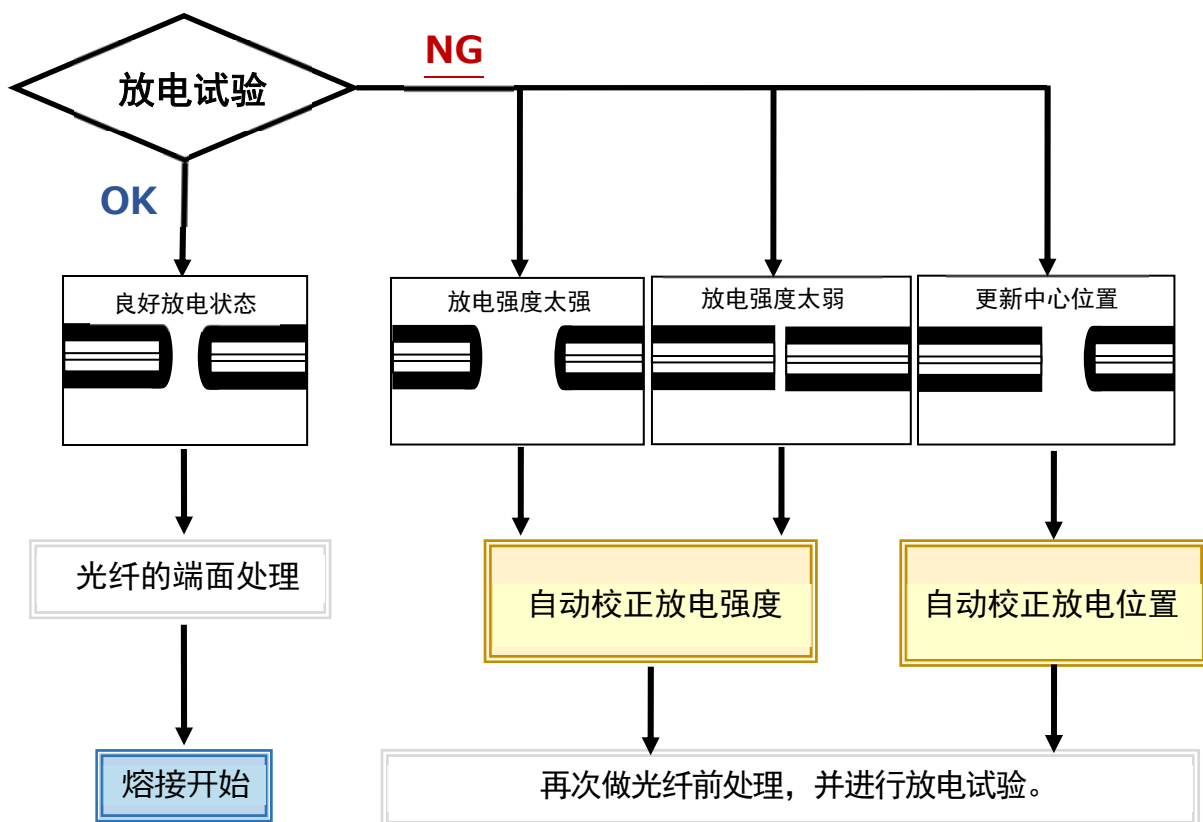 放电试验
NG
OK
良好放电状态
放电强度太强
放电强度太弱
更新中心位置
光纤的端面处理
自动校正放电强度
自动校正放电位置
熔接开始
再次做光纤前处理，并进行放电试验。